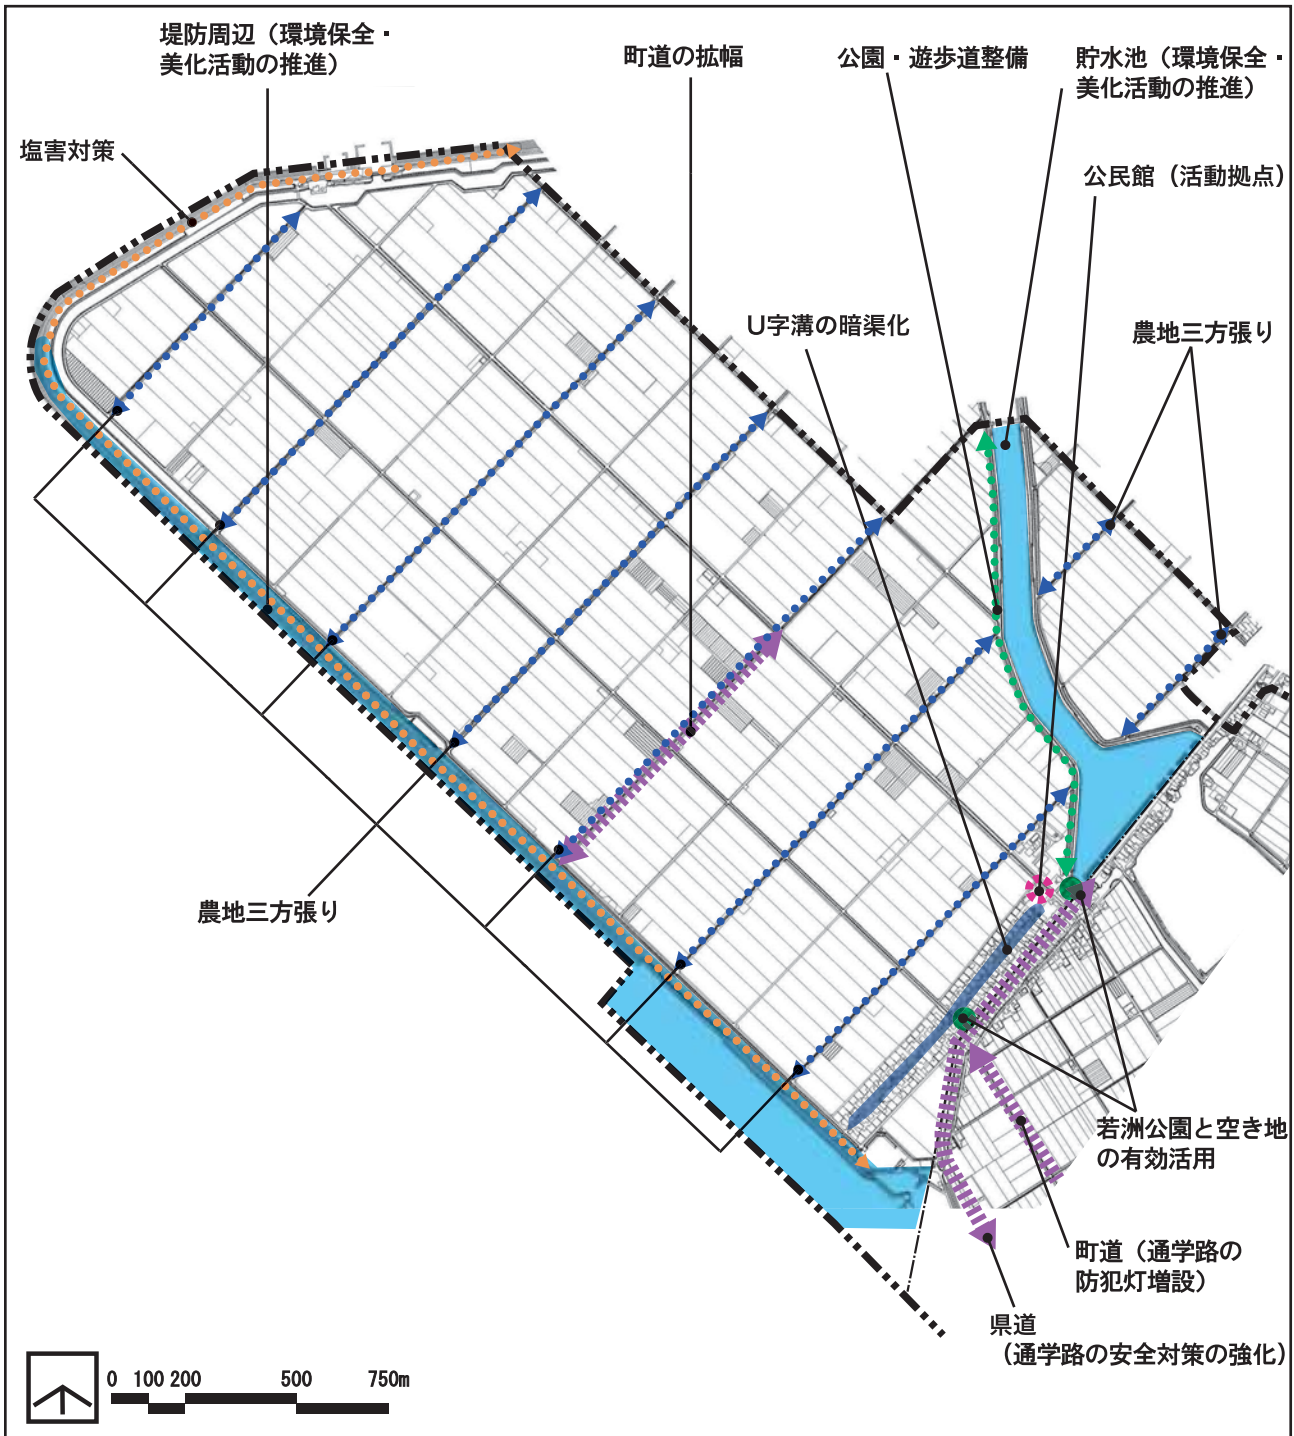 堤防周辺（環境保全・
美化活動の推進）
町道の拡幅
公園・遊歩道整備
貯水池（環境保全・
美化活動の推進）
塩害対策
公民館（活動拠点）
U字溝の暗渠化
農地三方張り
農地三方張り
若洲公園と空き地
の有効活用
町道（通学路の
防犯灯増設）
県道
（通学路の安全対策の強化）
0 100 200 500 750m